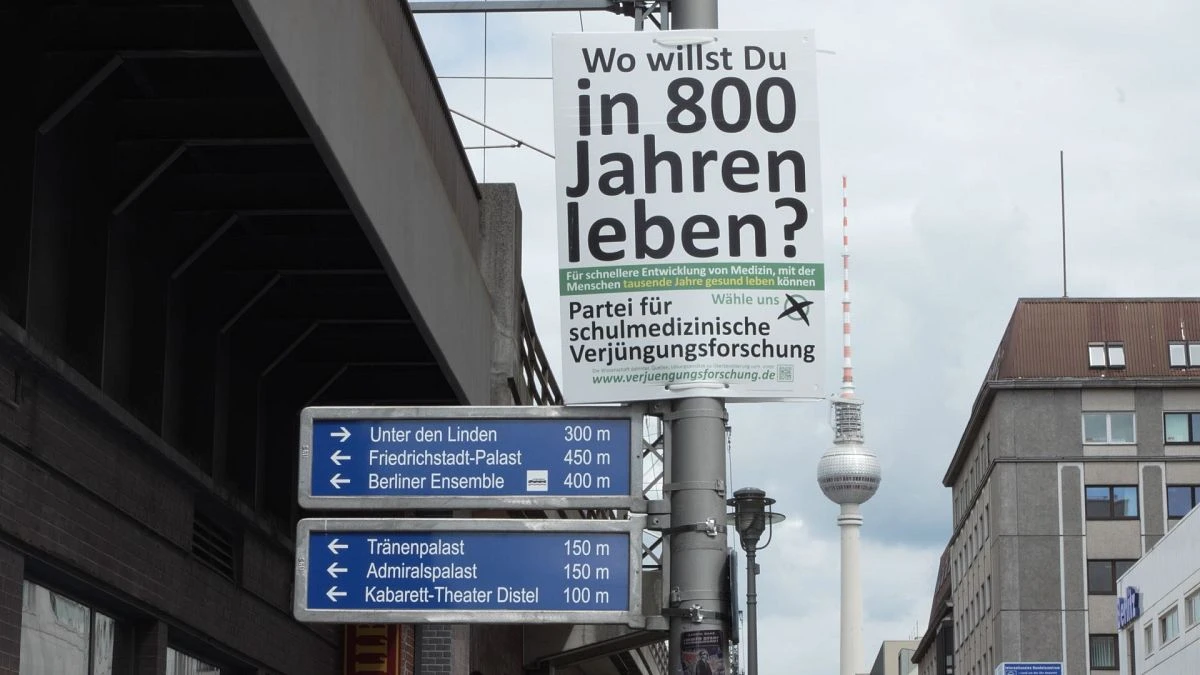 Wo willst Du
in 800
Jahren
leben?
Für schnellere Entwicklung von Medizin, mit der
Menschen tausende Jahre gesund leben können
Wähle uns
Partei für
schulmedizinische
Verjüngungsforschung
www.verjuengungsforschung.de
Unter den Linden 300 m
Friedrichstadt-Palast 450 m
Berliner Ensemble 400 m
Tränenpalast 150 m
Admiralspalast 150 m
Kabarett-Theater Distel 100 m
Internationales Handelszentrum